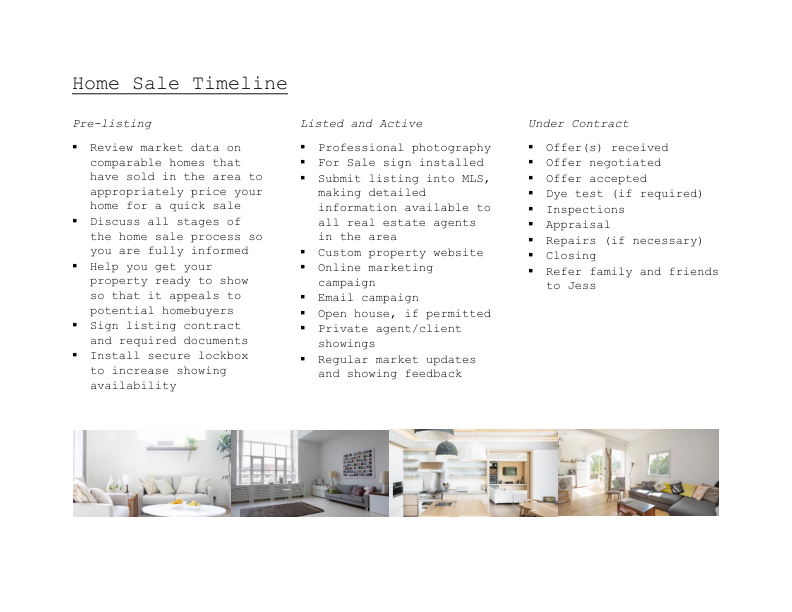 Home Sale Timeline
Pre-listing
▪ Review market data on
comparable homes that
have sold in the area to
appropriately price your
home for a quick sale
▪ Discuss all stages of
the home sale process so
you are fully informed
▪ Help you get your
property ready to show
so that it appeals to
potential homebuyers
▪ Sign listing contract
and required documents
▪ Install secure lockbox
to increase showing
availability
Listed and Active
▪ Professional photography
▪ For Sale sign installed
▪ Submit listing into MLS,
making detailed
information available to
all real estate agents
in the area
▪ Custom property website
▪ Online marketing
campaign
▪ Email campaign
▪ Open house, if permitted
▪ Private agent/client
showings
▪ Regular market updates
and showing feedback
Under Contract
▪ Offer(s) received
▪ Offer negotiated
▪ Offer accepted
▪ Dye test (if required)
▪ Inspections
▪ Appraisal
▪ Repairs (if necessary)
▪ Closing
▪ Refer family and friends
to Jess